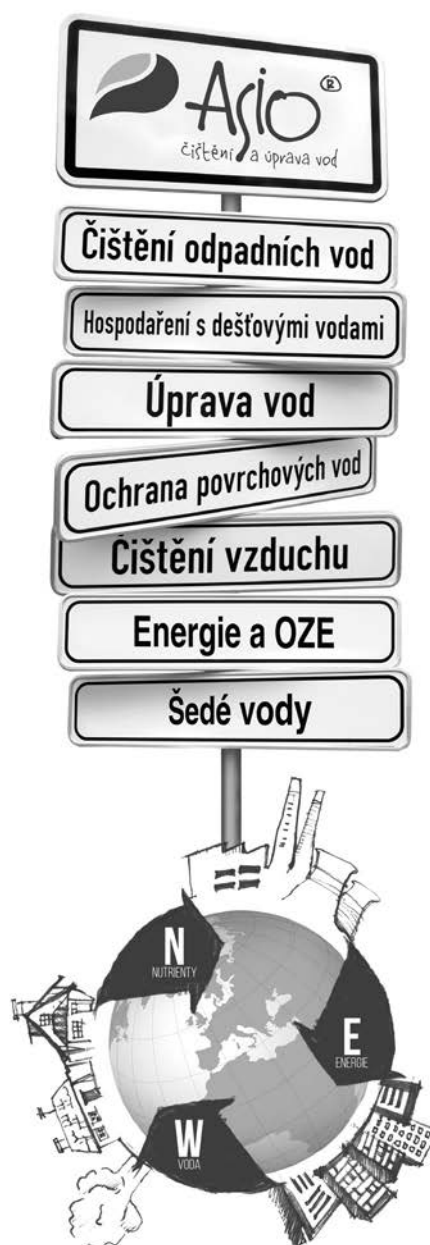 Asio ®
čištění a úprava vod
Čištění odpadních vod
Hospodaření s dešťovými vodami
Úprava vod
Ochrana povrchových vod
Čištění vzduchu
Energie a OZE
Šedé vody
N
NUTRIENTY
E
ENERGIE
W
VODA